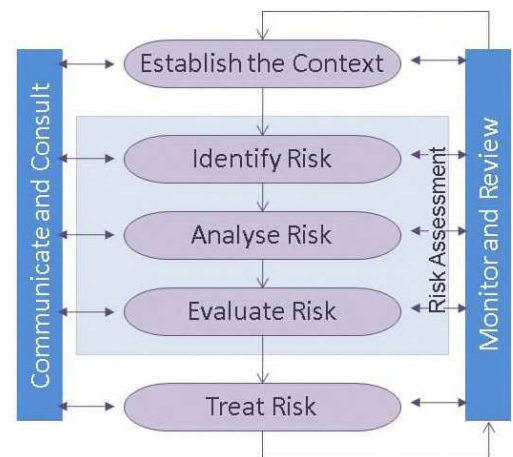 Establish the Context
Identify Risk
Analyse Risk
Evaluate Risk
Treat Risk
Communicate and Consult
Risk Assessment
Monitor and Review